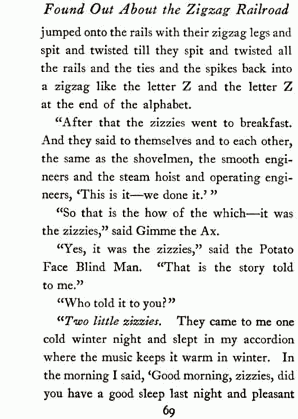 Found Out About the Zigzag Railroad
jumped onto the rails with their zigzag legs and
spit and twisted till they spit and twisted all
the rails and the ties and the spikes back into
a zigzag like the letter Z and the letter Z
at the end of the alphabet.
“After that the zizzies went to breakfast.
And they said to themselves and to each other,
the same as the shovelmen, the smooth engi-
neers and the steam hoist and operating engi-
neers, ‘This is it—we done it.’ ”
“So that is the how of the which—it was
the zizzies,” said Gimme the Ax.
“Yes, it was the zizzies,” said the Potato
Face Blind Man. “That is the story told
to me.”
“Who told it to you?”
“Two little zizzies. They came to me one
cold winter night and slept in my accordion
where the music keeps it warm in winter. In
the morning I said, ‘Good morning, zizzies, did
you have a good sleep last night and pleasant
69